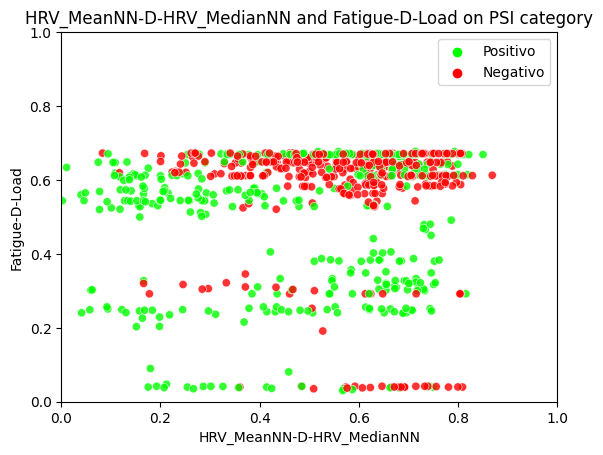 HRV_MeanNN-D-HRV_MedianNN and Fatigue-D-Load on PSI category
Positivo
Negativo
1.0
0.8
0.6
0.4
0.2
0.0
Fatigue-D-Load
0.0 0.2 0.4 0.6 0.8 1.0
HRV_MeanNN-D-HRV_MedianNN